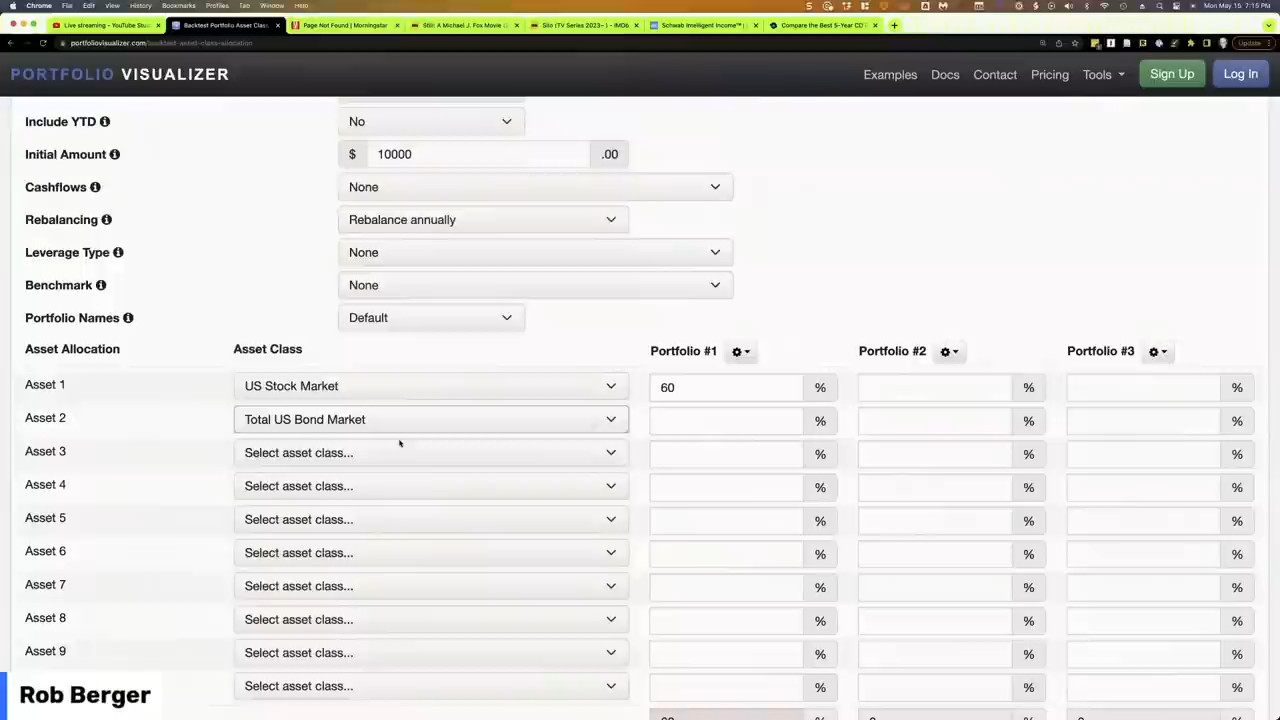 Chrome File Edit View History Bookmarks Profiles Tab Window Help
Mon May 15 7:15 PM
Live streaming - YouTube Stud
Backtest Portfolio Asset Class
Page Not Found | Morningstar
Still: A Michael J. Fox Movie (
Silo (TV Series 2023– ) - IMDb
Schwab Intelligent Income™ |
Compare the Best 5-Year CD
portfoliovisualizer.com/backtest-asset-class-allocation
Update
PORTFOLIO VISUALIZER
Examples Docs Contact Pricing Tools Sign Up Log In
Include YTD No
Initial Amount $ 10000 .00
Cashflows None
Rebalancing Rebalance annually
Leverage Type None
Benchmark None
Portfolio Names Default
Asset Allocation Asset Class Portfolio #1 Portfolio #2 Portfolio #3
Asset 1 US Stock Market 60 % % %
Asset 2 Total US Bond Market % % %
Asset 3 Select asset class... % % %
Asset 4 Select asset class... % % %
Asset 5 Select asset class... % % %
Asset 6 Select asset class... % % %
Asset 7 Select asset class... % % %
Asset 8 Select asset class... % % %
Asset 9 Select asset class... % % %
Select asset class... % % %
Rob Berger